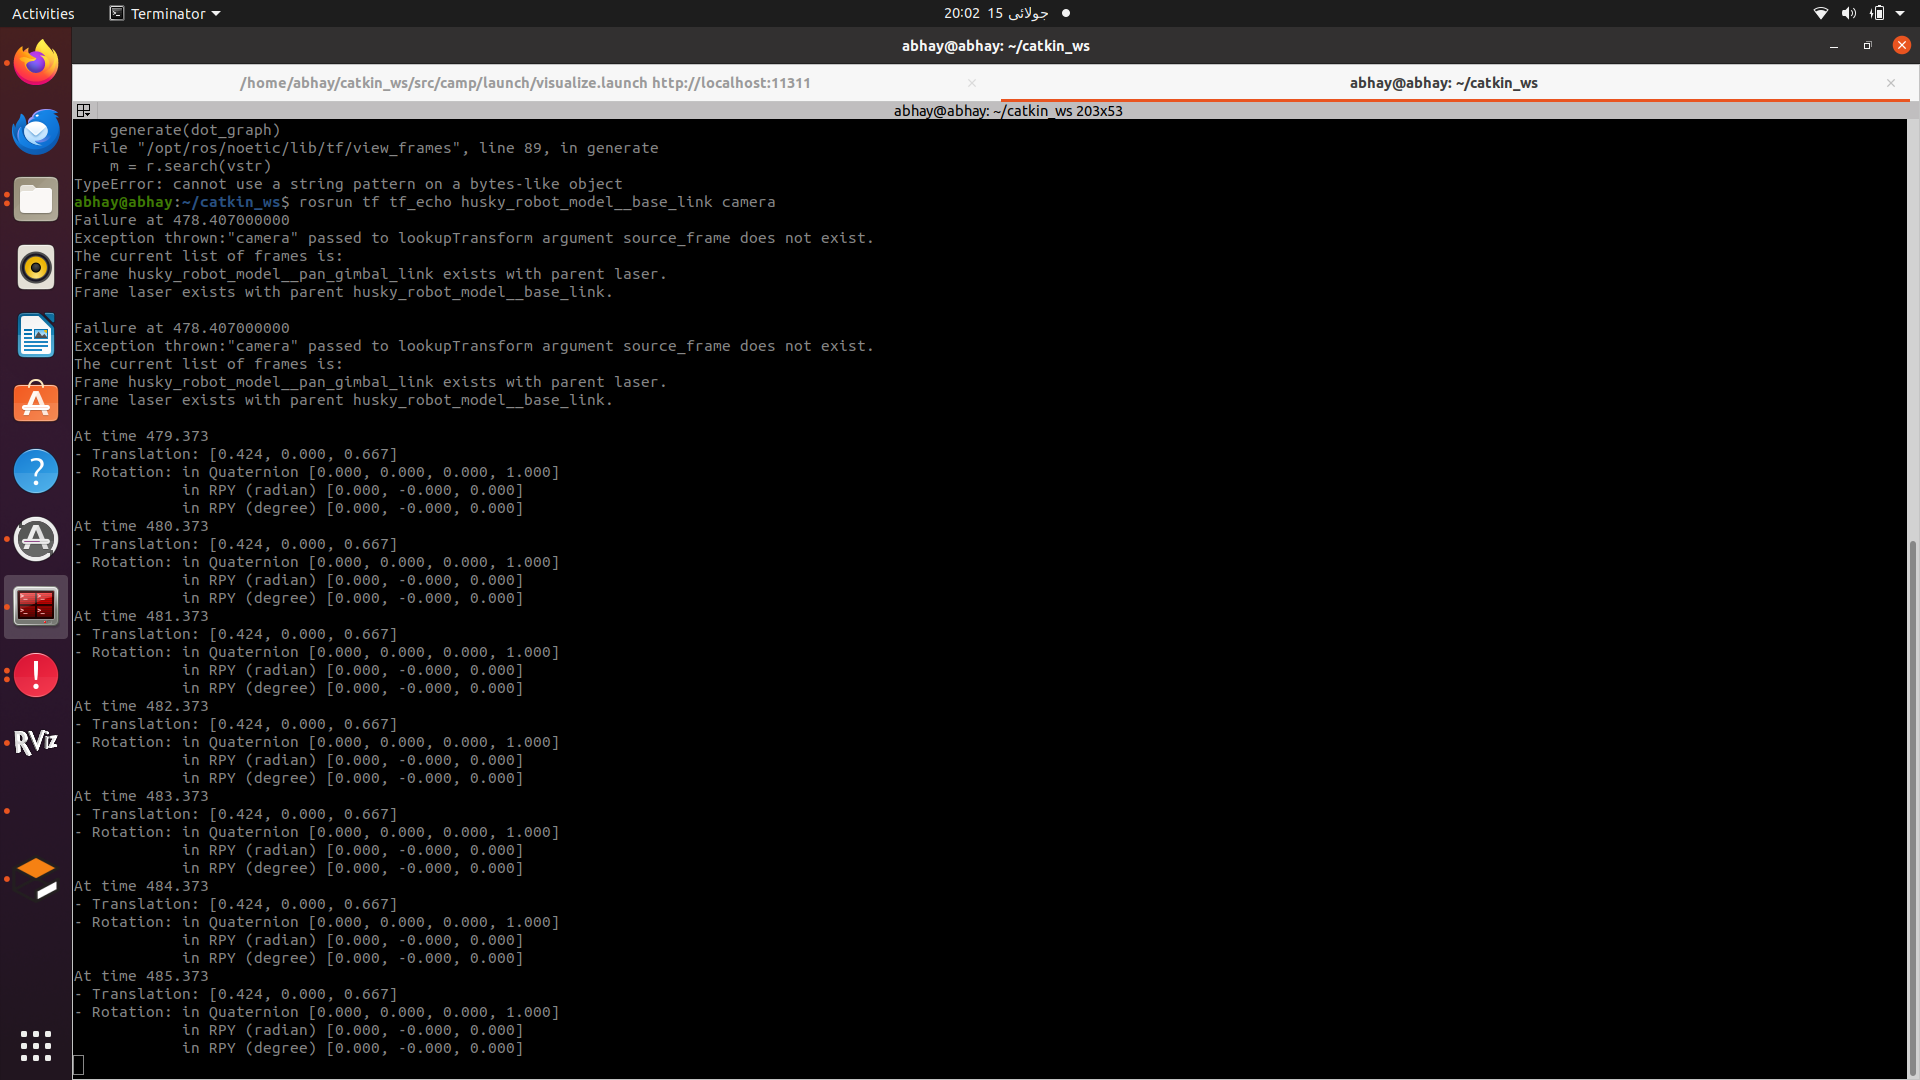 Activities
Terminator
20:02 15 جولائی
abhay@abhay: ~/catkin_ws
/home/abhay/catkin_ws/src/camp/launch/visualize.launch http://localhost:11311
abhay@abhay: ~/catkin_ws
abhay@abhay: ~/catkin_ws 203x53
generate(dot_graph)
File "/opt/ros/noetic/lib/tf/view_frames", line 89, in generate
m = r.search(vstr)
TypeError: cannot use a string pattern on a bytes-like object
abhay@abhay:~/catkin_ws$ rosrun tf tf_echo husky_robot_model__base_link camera
Failure at 478.407000000
Exception thrown:"camera" passed to lookupTransform argument source_frame does not exist.
The current list of frames is:
Frame husky_robot_model__pan_gimbal_link exists with parent laser.
Frame laser exists with parent husky_robot_model__base_link.
Failure at 478.407000000
Exception thrown:"camera" passed to lookupTransform argument source_frame does not exist.
The current list of frames is:
Frame husky_robot_model__pan_gimbal_link exists with parent laser.
Frame laser exists with parent husky_robot_model__base_link.
At time 479.373
- Translation: [0.424, 0.000, 0.667]
- Rotation: in Quaternion [0.000, 0.000, 0.000, 1.000]
in RPY (radian) [0.000, -0.000, 0.000]
in RPY (degree) [0.000, -0.000, 0.000]
At time 480.373
- Translation: [0.424, 0.000, 0.667]
- Rotation: in Quaternion [0.000, 0.000, 0.000, 1.000]
in RPY (radian) [0.000, -0.000, 0.000]
in RPY (degree) [0.000, -0.000, 0.000]
At time 481.373
- Translation: [0.424, 0.000, 0.667]
- Rotation: in Quaternion [0.000, 0.000, 0.000, 1.000]
in RPY (radian) [0.000, -0.000, 0.000]
in RPY (degree) [0.000, -0.000, 0.000]
At time 482.373
- Translation: [0.424, 0.000, 0.667]
- Rotation: in Quaternion [0.000, 0.000, 0.000, 1.000]
in RPY (radian) [0.000, -0.000, 0.000]
in RPY (degree) [0.000, -0.000, 0.000]
At time 483.373
- Translation: [0.424, 0.000, 0.667]
- Rotation: in Quaternion [0.000, 0.000, 0.000, 1.000]
in RPY (radian) [0.000, -0.000, 0.000]
in RPY (degree) [0.000, -0.000, 0.000]
At time 484.373
- Translation: [0.424, 0.000, 0.667]
- Rotation: in Quaternion [0.000, 0.000, 0.000, 1.000]
in RPY (radian) [0.000, -0.000, 0.000]
in RPY (degree) [0.000, -0.000, 0.000]
At time 485.373
- Translation: [0.424, 0.000, 0.667]
- Rotation: in Quaternion [0.000, 0.000, 0.000, 1.000]
in RPY (radian) [0.000, -0.000, 0.000]
in RPY (degree) [0.000, -0.000, 0.000]
RViz